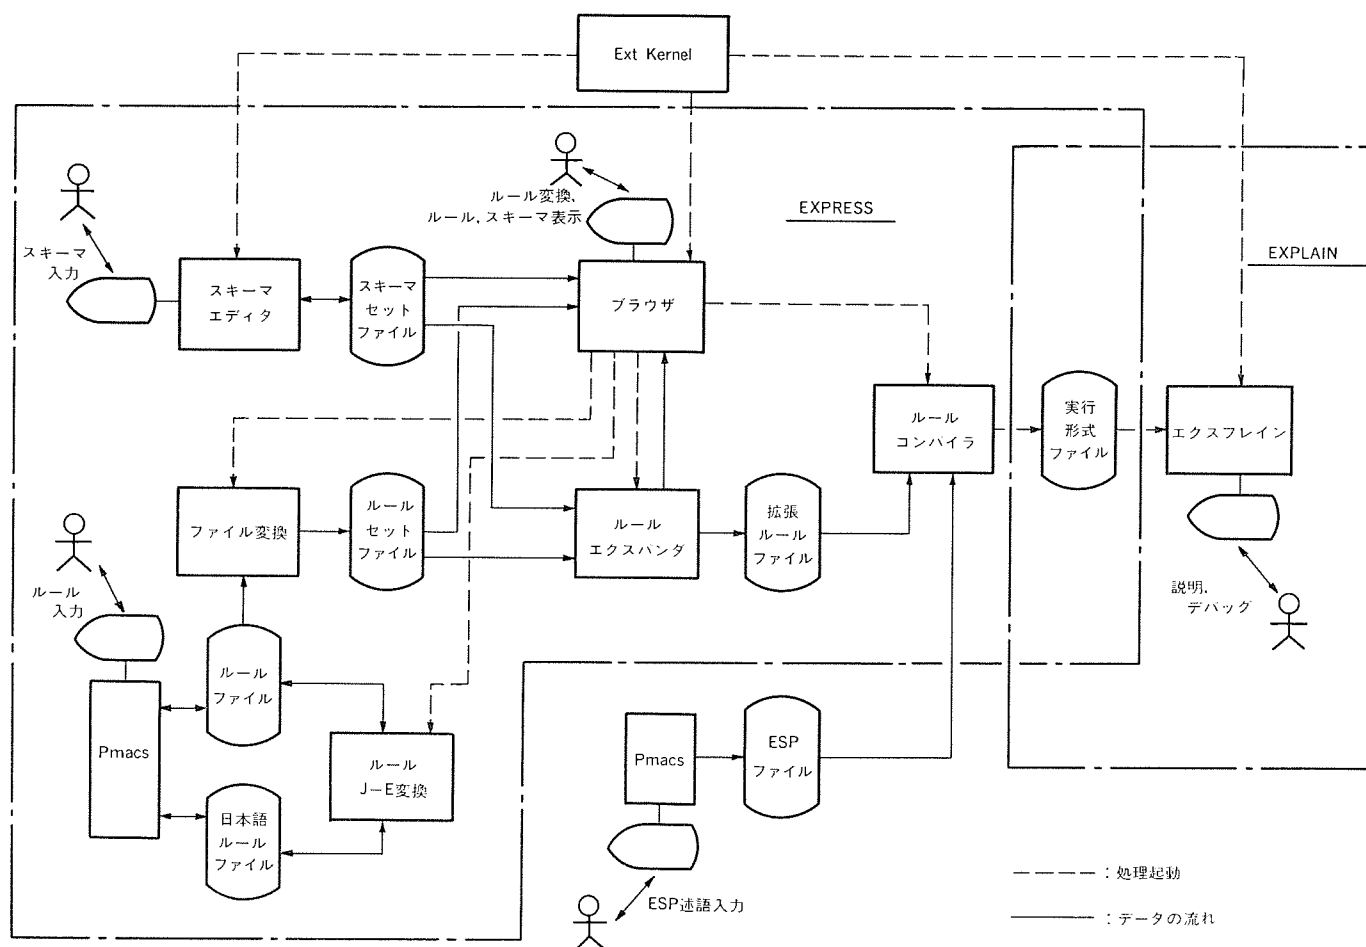 Ext Kernel
ルール変換,
ルール,スキーマ表示
EXPRESS
EXPLAIN
スキーマ
入力
スキーマ
エディタ
スキーマ
セット
ファイル
ブラウザ
ルール
コンパイラ
実行
形式
ファイル
エクスプレイン
ファイル変換
ルール
セット
ファイル
ルール
エクスパンダ
拡張
ルール
ファイル
ルール
入力
説明,
デバッグ
ルール
ファイル
Pmacs
ルール
J-E変換
日本語
ルール
ファイル
Pmacs
ESP
ファイル
ESP述語入力
:処理起動
:データの流れ